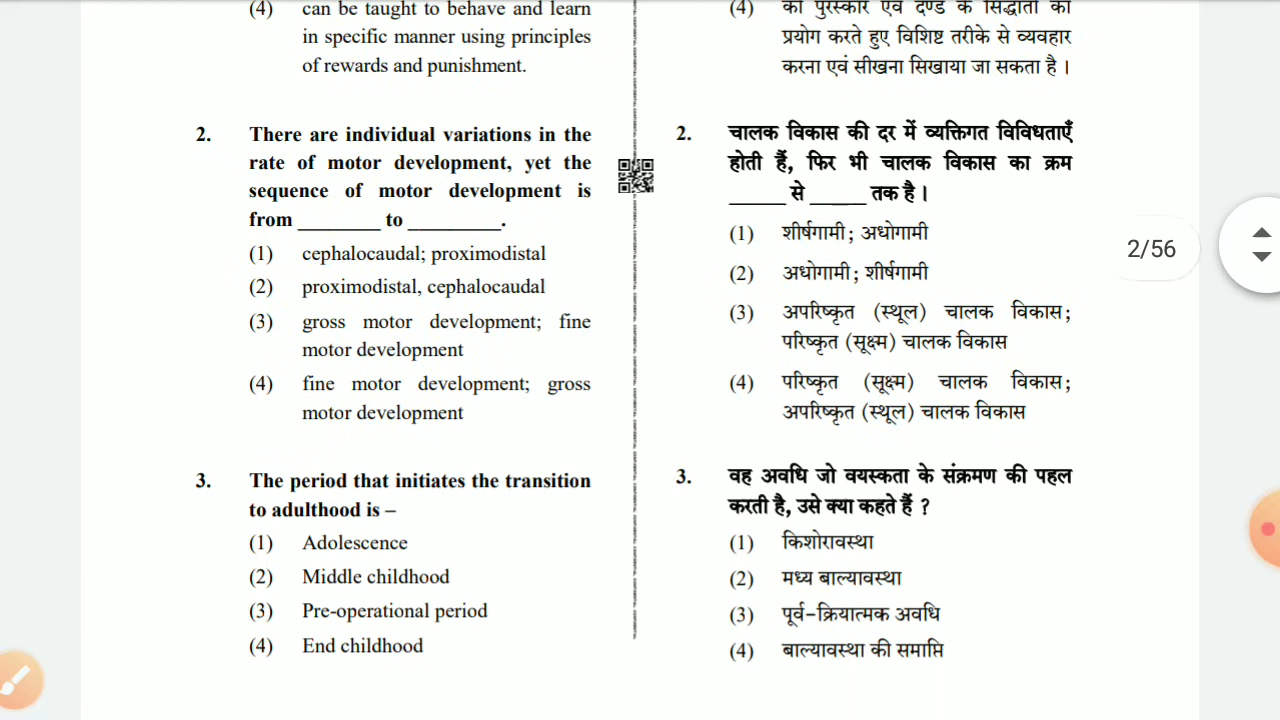 (4) can be taught to behave and learn
in specific manner using principles
of rewards and punishment.
2. There are individual variations in the
rate of motor development, yet the
sequence of motor development is
from ________ to _________.
(1) cephalocaudal; proximodistal
(2) proximodistal, cephalocaudal
(3) gross motor development; fine
motor development
(4) fine motor development; gross
motor development
3. The period that initiates the transition
to adulthood is –
(1) Adolescence
(2) Middle childhood
(3) Pre-operational period
(4) End childhood
(4) को पुरस्कार एवं दण्ड के सिद्धांतों का
प्रयोग करते हुए विशिष्ट तरीके से व्यवहार
करना एवं सीखना सिखाया जा सकता है ।
2. चालक विकास की दर में व्यक्तिगत विविधताएँ
होती हैं, फिर भी चालक विकास का क्रम
______ से ______ तक है ।
(1) शीर्षगामी ; अधोगामी
(2) अधोगामी ; शीर्षगामी
(3) अपरिष्कृत (स्थूल) चालक विकास ;
परिष्कृत (सूक्ष्म) चालक विकास
(4) परिष्कृत (सूक्ष्म) चालक विकास ;
अपरिष्कृत (स्थूल) चालक विकास
3. वह अवधि जो वयस्कता के संक्रमण की पहल
करती है, उसे क्या कहते हैं ?
(1) किशोरावस्था
(2) मध्य बाल्यावस्था
(3) पूर्व-क्रियात्मक अवधि
(4) बाल्यावस्था की समाप्ति
2/56